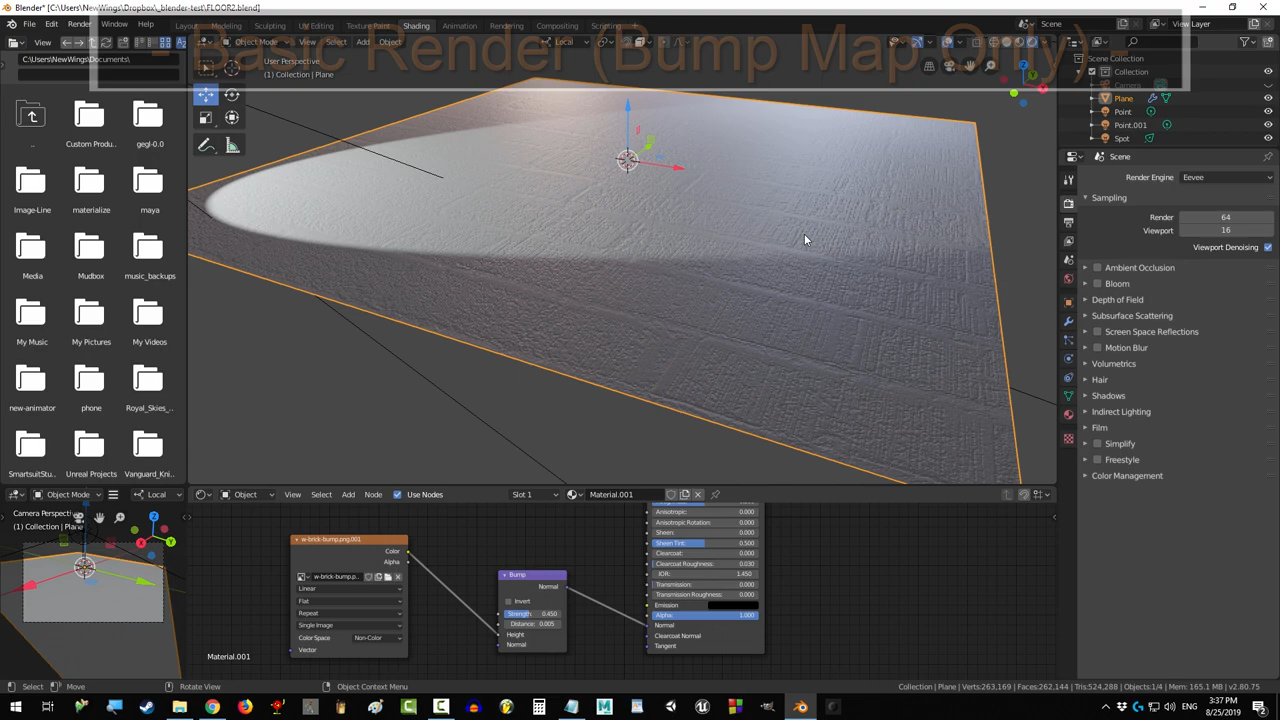 Blender* [C:\Users\NewWings\Dropbox\_blender-test\FLOOR2.blend]
File Edit Render Window Help Layout Modeling Sculpting UV Editing Texture Paint Shading Animation Rendering Compositing Scripting Scene View Layer
- Basic Render (Bump Map Only) -
View Object Mode View Select Add Object Local
C:\Users\NewWings\Documents\
User Perspective
(1) Collection | Plane
.. Custom Produ.. gegl-0.0
Image-Line materialize maya
Media Mudbox music_backups
My Music My Pictures My Videos
new-animator phone Royal_Skies_..
SmartsuitStu.. Unreal Projects Vanguard_Kni..
Scene Collection
Collection
Camera
Plane
Point
Point.001
Spot
Scene
Render Engine Eevee
Sampling
Render 64
Viewport 16
Viewport Denoising
Ambient Occlusion
Bloom
Depth of Field
Subsurface Scattering
Screen Space Reflections
Motion Blur
Volumetrics
Hair
Shadows
Indirect Lighting
Film
Simplify
Freestyle
Color Management
Object Mode Local
Camera Perspective
(1) Collection | Plane
Object View Select Add Node Use Nodes Slot 1 Material.001
w-brick-bump.png.001
Color
Alpha
w-brick-bump.p..
Linear
Flat
Repeat
Single Image
Color Space Non-Color
Vector
Bump
Normal
Invert
Strength: 0.450
Distance: 0.005
Height
Normal
Anisotropic: 0.000
Anisotropic Rotation: 0.000
Sheen: 0.000
Sheen Tint: 0.500
Clearcoat: 0.000
Clearcoat Roughness: 0.030
IOR: 1.450
Transmission: 0.000
Transmission Roughness: 0.000
Emission
Alpha: 1.000
Normal
Clearcoat Normal
Tangent
Material.001
Select Move Rotate View Object Context Menu Collection | Plane | Verts:263,169 | Faces:262,144 | Tris:524,288 | Objects:1/4 | Mem: 165.1 MB | v2.80.75
ENG 3:37 PM
8/25/2019